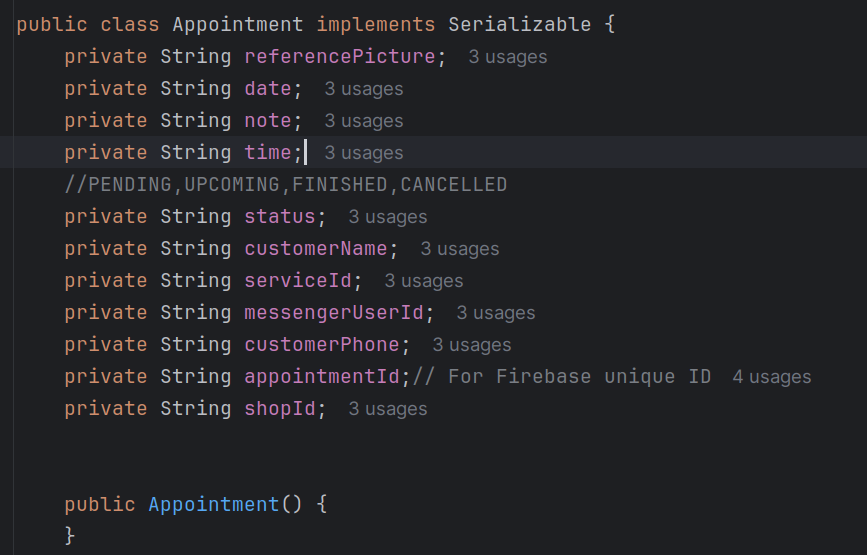 public class Appointment implements Serializable {
private String referencePicture; 3 usages
private String date; 3 usages
private String note; 3 usages
private String time; 3 usages
//PENDING,UPCOMING,FINISHED,CANCELLED
private String status; 3 usages
private String customerName; 3 usages
private String serviceId; 3 usages
private String messengerUserId; 3 usages
private String customerPhone; 3 usages
private String appointmentId;// For Firebase unique ID 4 usages
private String shopId; 3 usages
public Appointment() {
}